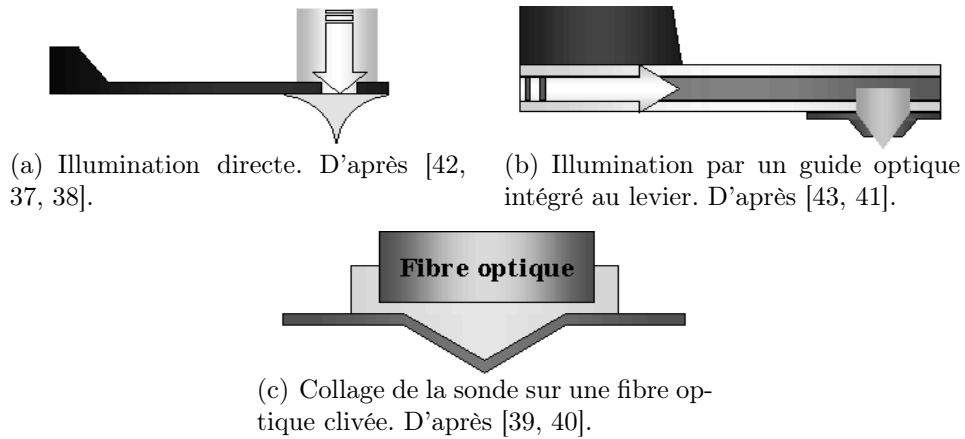 (a) Illumination directe. D'après [42,
37, 38].
(b) Illumination par un guide optique
intégré au levier. D'après [43, 41].
Fibre optique
(c) Collage de la sonde sur une fibre op-
tique clivée. D'après [39, 40].